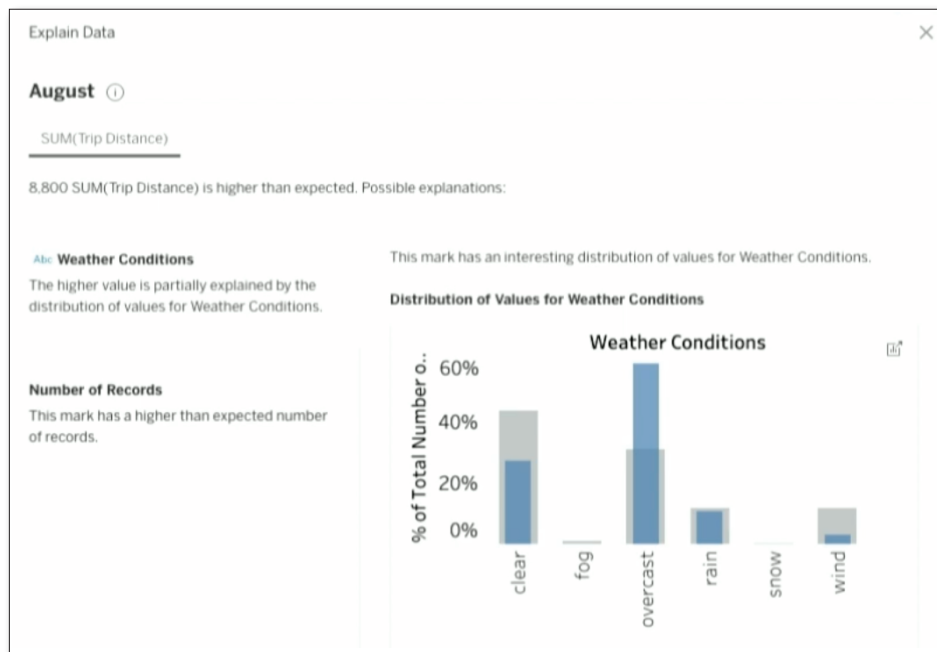 Explain Data
August
SUM(Trip Distance)
8,800 SUM(Trip Distance) is higher than expected. Possible explanations:
Abc Weather Conditions
The higher value is partially explained by the
distribution of values for Weather Conditions.
Number of Records
This mark has a higher than expected number
of records.
This mark has an interesting distribution of values for Weather Conditions.
Distribution of Values for Weather Conditions
Weather Conditions
% of Total Number o..
60%
40%
20%
0%
clear
fog
overcast
rain
snow
wind